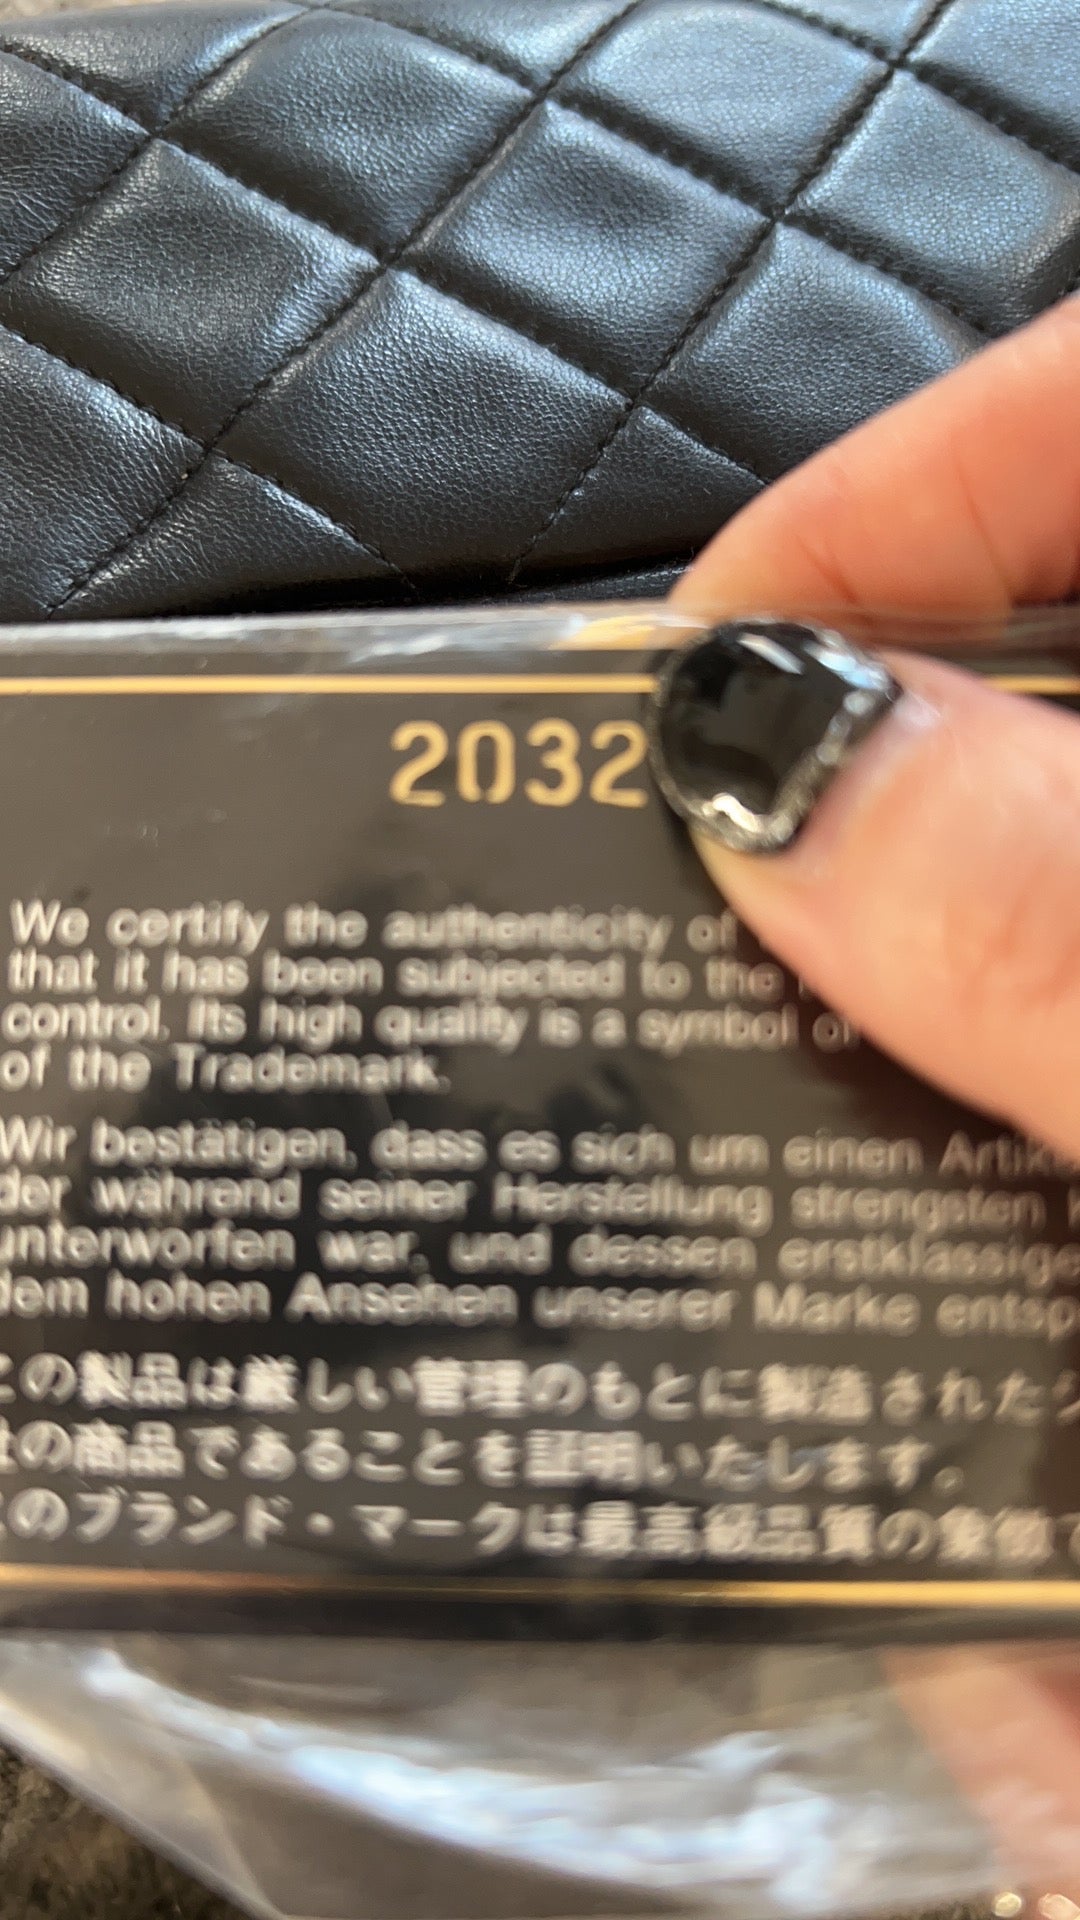 2032
We certify the authenticity of
that it has been subjected to the
control. Its high quality is a symbol of
of the Trademark.
Wir bestätigen, dass es sich um einen
der während seiner Herstellung strengsten
unterworfen war, und dessen
dem hohen Ansehen unserer Marke
この製品は厳しい管理のもとに製造された
の商品であることを証明いたします。
このブランド・マークは最高級品質の象徴で